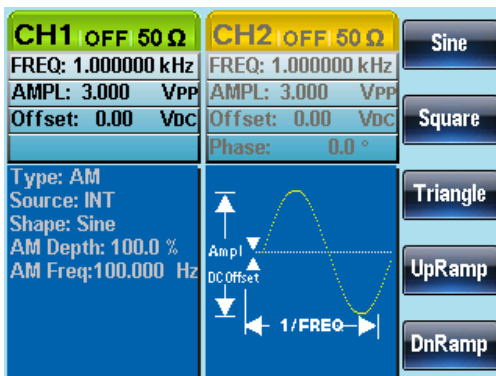 CH1 OFF 50 Ω
FREQ: 1.000000 kHz
AMPL: 3.000 VPP
Offset: 0.00 VDC
CH2 OFF 50 Ω
FREQ: 1.000000 kHz
AMPL: 3.000 VPP
Offset: 0.00 VDC
Phase: 0.0 °
Type: AM
Source: INT
Shape: Sine
AM Depth: 100.0 %
AM Freq:100.000 Hz
Ampl
DC Offset
1/FREQ
Sine
Square
Triangle
UpRamp
DnRamp